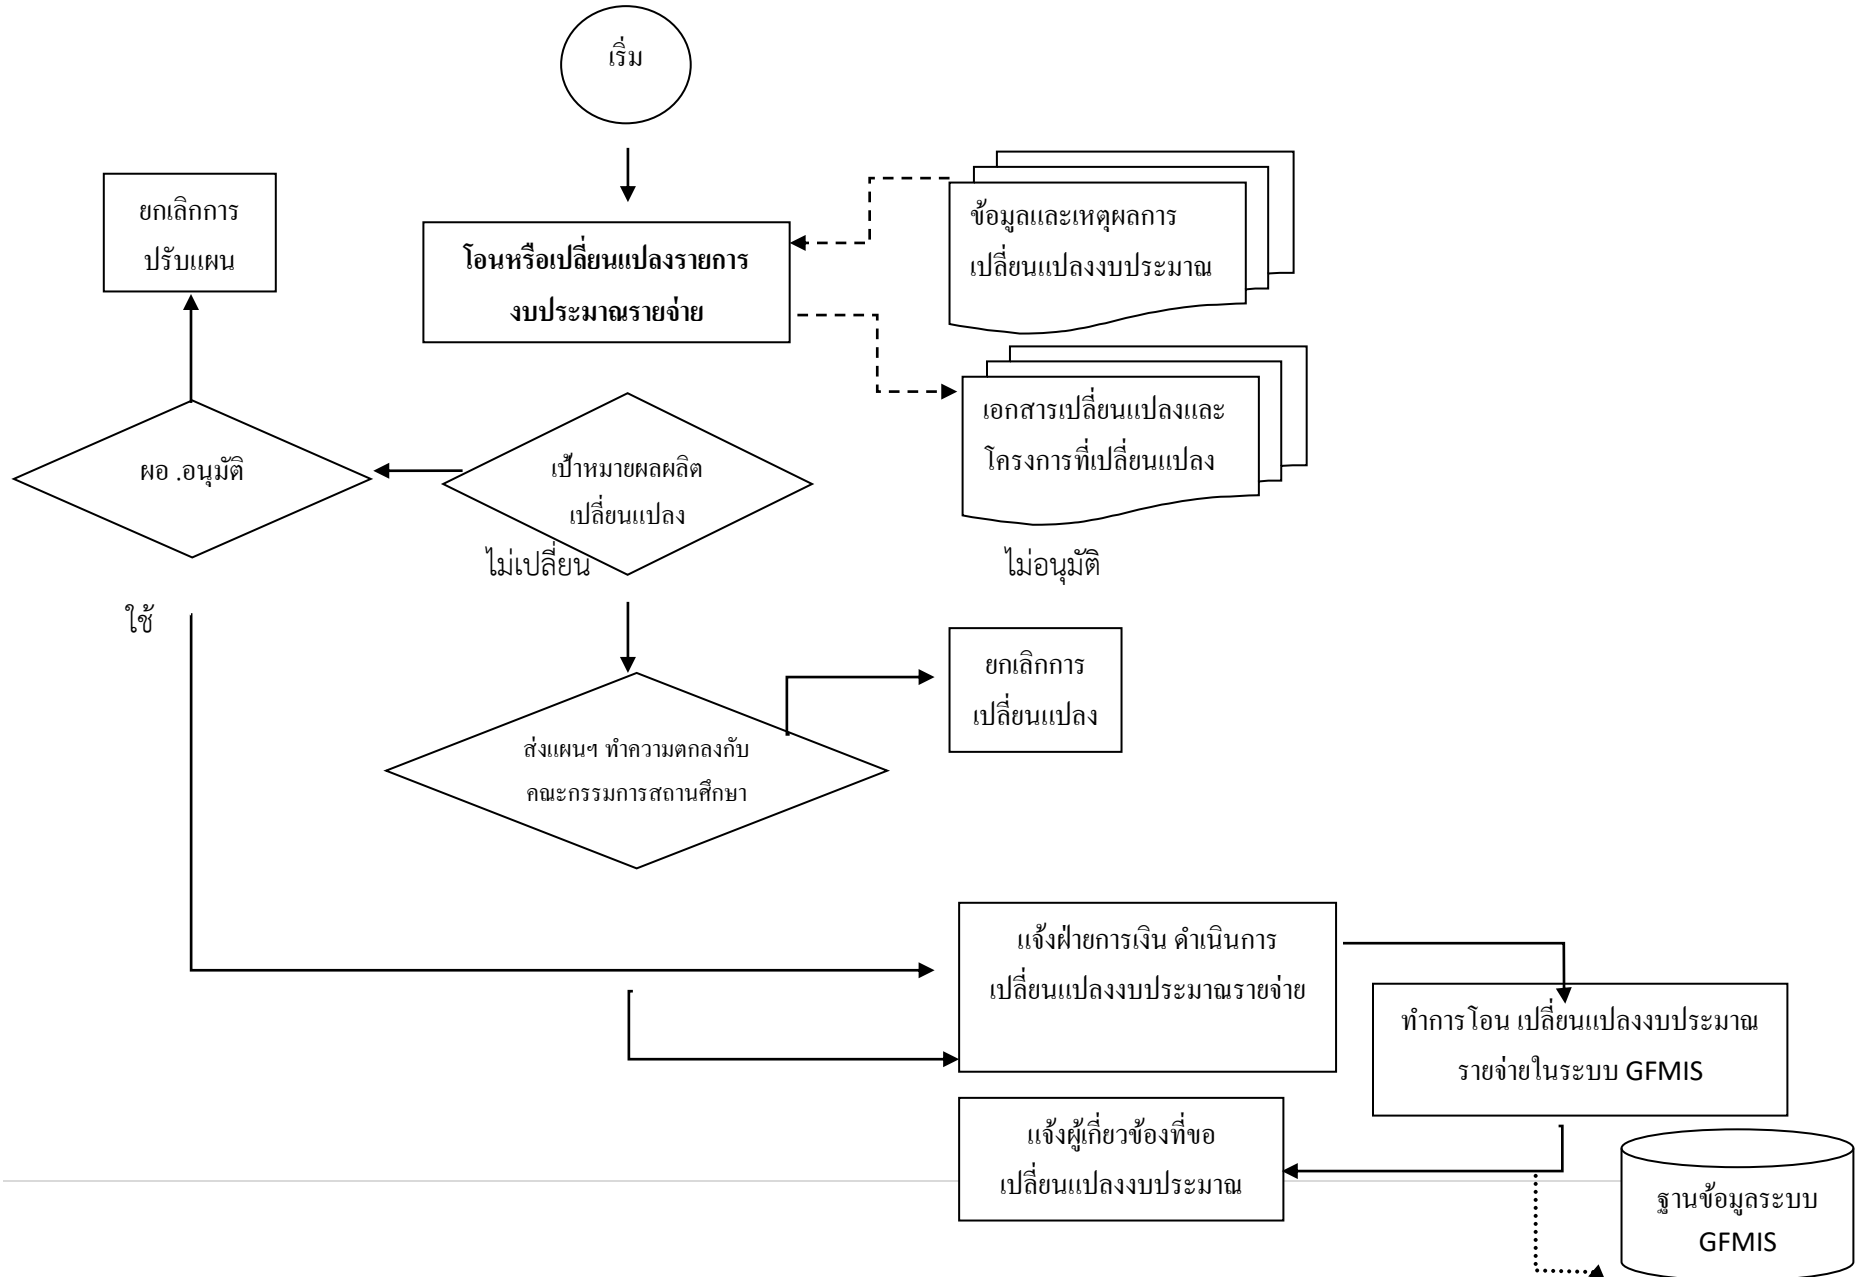 เริ่ม
ยกเลิกการ
ปรับแผน
โอนหรือเปลี่ยนแปลงรายการ
งบประมาณรายจ่าย
ข้อมูลและเหตุผลการ
เปลี่ยนแปลงงบประมาณ
เอกสารเปลี่ยนแปลงและ
โครงการที่เปลี่ยนแปลง
ผอ .อนุมัติ
เป้าหมายผลผลิต
เปลี่ยนแปลง
ไม่เปลี่ยน
ไม่อนุมัติ
ใช้
ยกเลิกการ
เปลี่ยนแปลง
ส่งแผนฯ ทำความตกลงกับ
คณะกรรมการสถานศึกษา
แจ้งฝ่ายการเงิน ดำเนินการ
เปลี่ยนแปลงงบประมาณรายจ่าย
ทำการโอน เปลี่ยนแปลงงบประมาณ
รายจ่ายในระบบ GFMIS
แจ้งผู้เกี่ยวข้องที่ขอ
เปลี่ยนแปลงงบประมาณ
ฐานข้อมูลระบบ
GFMIS